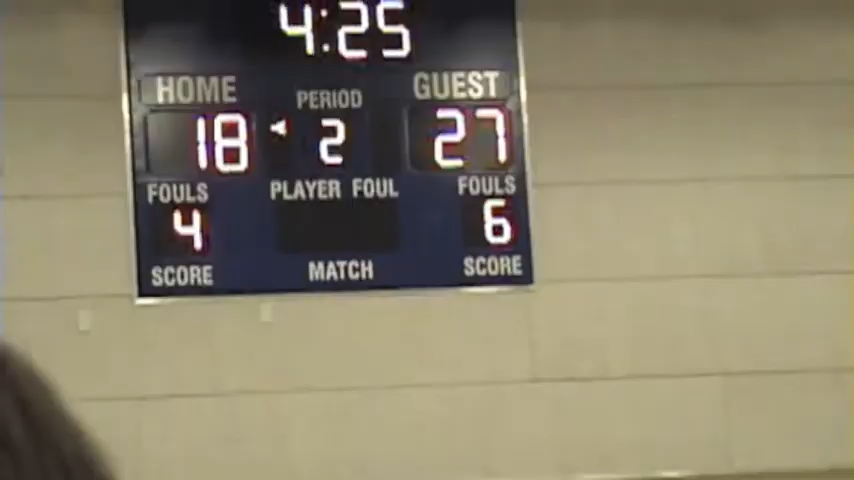 4:25
HOME PERIOD GUEST
18 2 27
FOULS PLAYER FOUL FOULS
4 6
SCORE MATCH SCORE